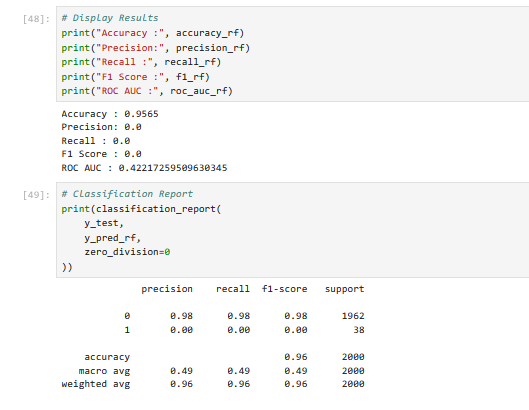 [48]: # Display Results
print("Accuracy :", accuracy_rf)
print("Precision:", precision_rf)
print("Recall :", recall_rf)
print("F1 Score :", f1_rf)
print("ROC AUC :", roc_auc_rf)
Accuracy : 0.9565
Precision: 0.0
Recall : 0.0
F1 Score : 0.0
ROC AUC : 0.42217259509630345
[49]: # Classification Report
print(classification_report(
y_test,
y_pred_rf,
zero_division=0
))
precision recall f1-score support
0 0.98 0.98 0.98 1962
1 0.00 0.00 0.00 38
accuracy 0.96 2000
macro avg 0.49 0.49 0.49 2000
weighted avg 0.96 0.96 0.96 2000